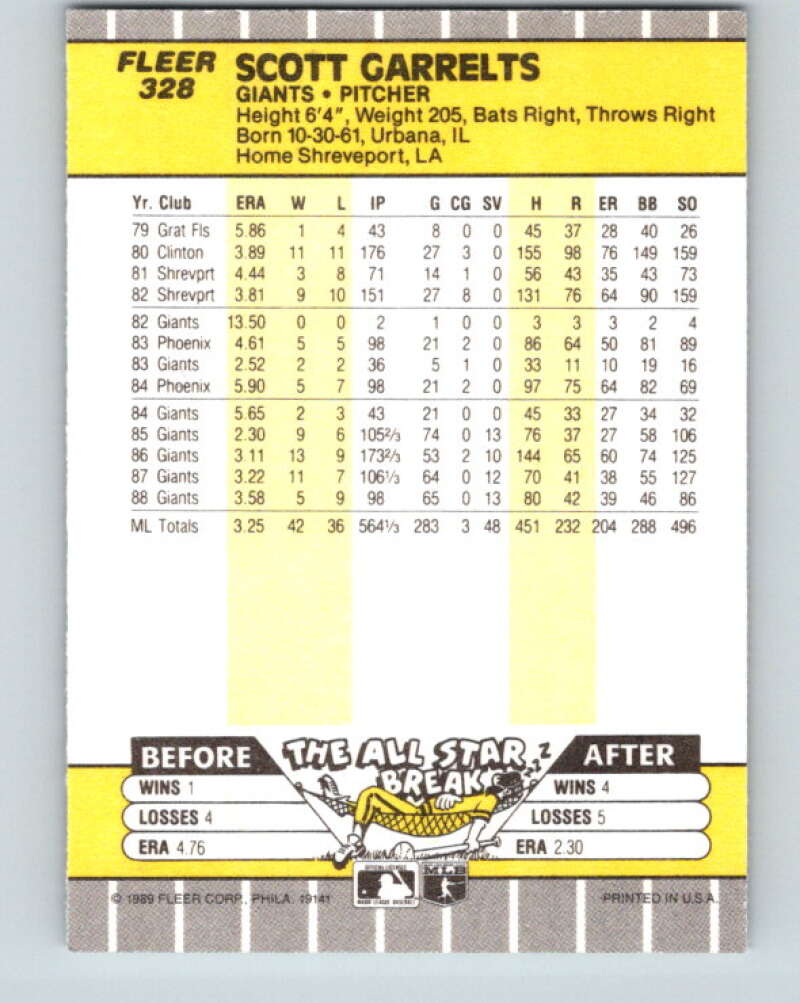 FLEER
328
SCOTT GARRELTS
GIANTS • PITCHER
Height 6'4", Weight 205, Bats Right, Throws Right
Born 10-30-61, Urbana, IL
Home Shreveport, LA
Yr. Club ERA W L IP G CG SV H R ER BB SO
79 Grat Fls 5.86 1 4 43 8 0 0 45 37 28 40 26
80 Clinton 3.89 11 11 176 27 3 0 155 98 76 149 159
81 Shrevprt 4.44 3 8 71 14 1 0 56 43 35 43 73
82 Shrevprt 3.81 9 10 151 27 8 0 131 76 64 90 159
82 Giants 13.50 0 0 2 1 0 0 3 3 3 2 4
83 Phoenix 4.61 5 5 98 21 2 0 86 64 50 81 89
83 Giants 2.52 2 2 36 5 1 0 33 11 10 19 16
84 Phoenix 5.90 5 7 98 21 2 0 97 75 64 82 69
84 Giants 5.65 2 3 43 21 0 0 45 33 27 34 32
85 Giants 2.30 9 6 105⅔ 74 0 13 76 37 27 58 106
86 Giants 3.11 13 9 173⅔ 53 2 10 144 65 60 74 125
87 Giants 3.22 11 7 106⅓ 64 0 12 70 41 38 55 127
88 Giants 3.58 5 9 98 65 0 13 80 42 39 46 86
ML Totals 3.25 42 36 564⅓ 283 3 48 451 232 204 288 496
BEFORE THE ALL STAR BREAK AFTER
Z Z Z
WINS 1 WINS 4
LOSSES 4 LOSSES 5
ERA 4.76 ERA 2.30
MLB
MAJOR LEAGUE BASEBALL
© 1989 FLEER CORP., PHILA. 19141 PRINTED IN U.S.A.